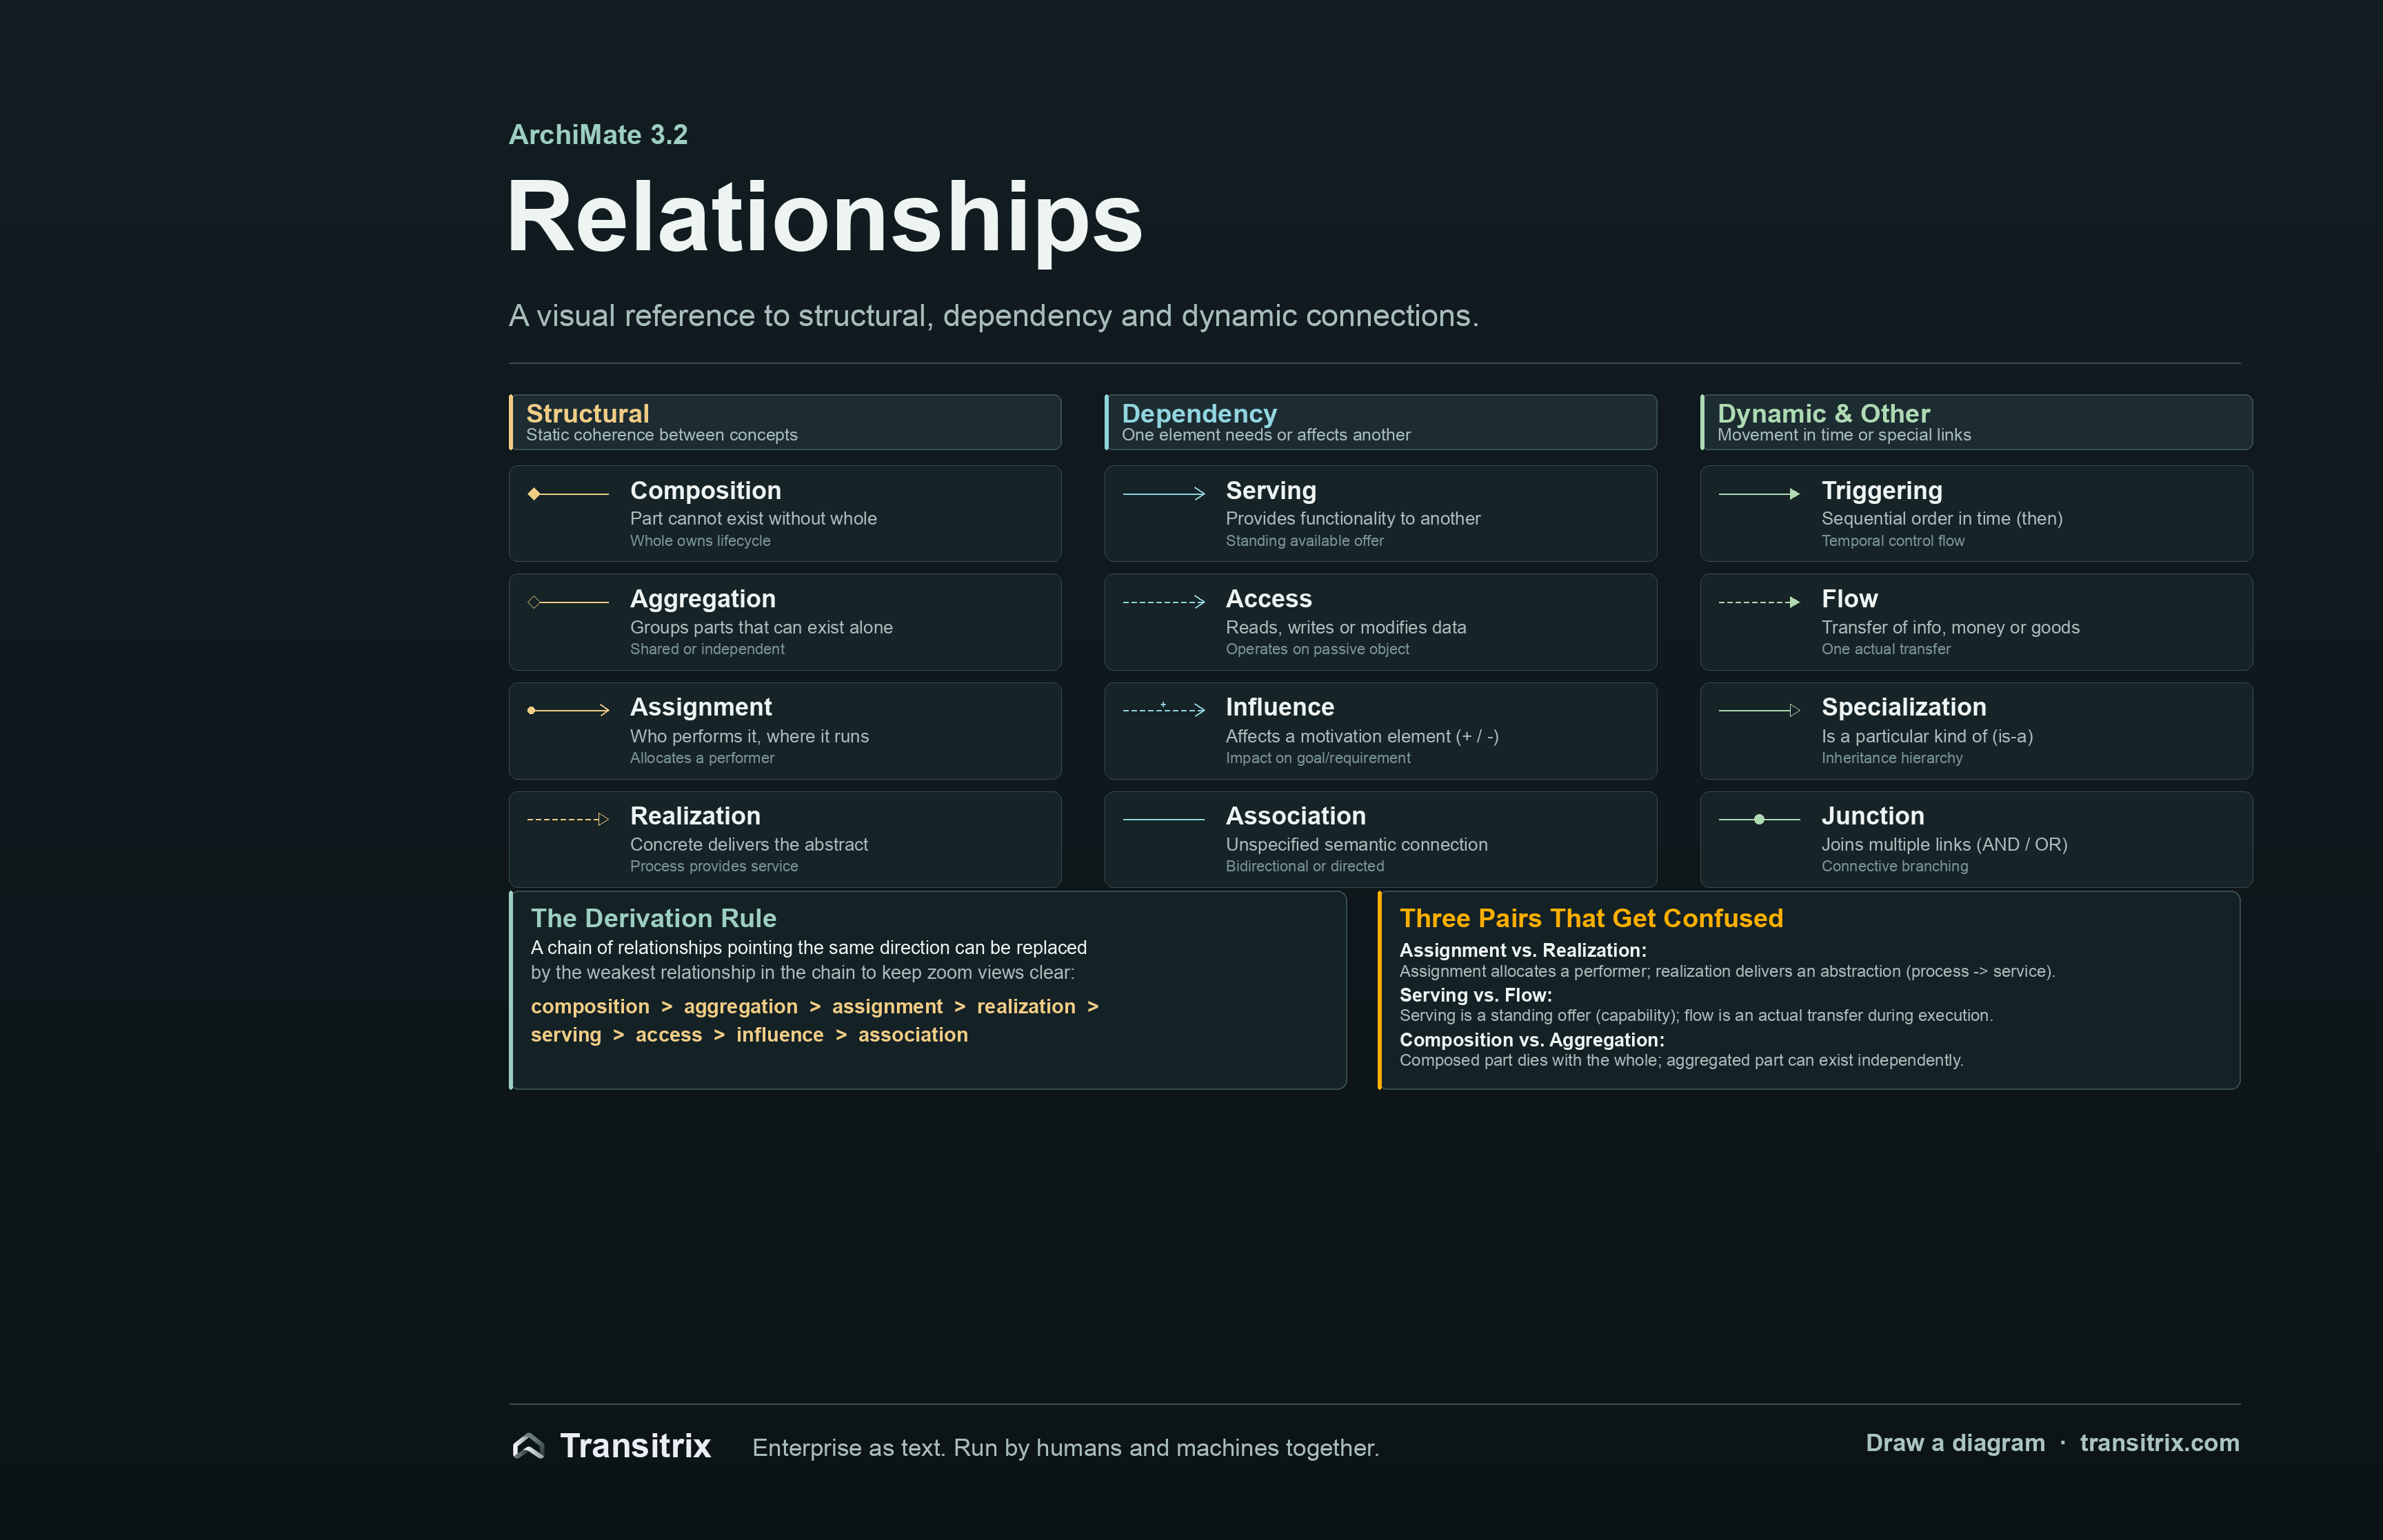 ArchiMate 3.2
Relationships
A visual reference to structural, dependency and dynamic connections.
Structural
Static coherence between concepts
Composition
Part cannot exist without whole
Whole owns lifecycle
Aggregation
Groups parts that can exist alone
Shared or independent
Assignment
Who performs it, where it runs
Allocates a performer
Realization
Concrete delivers the abstract
Process provides service
Dependency
One element needs or affects another
Serving
Provides functionality to another
Standing available offer
Access
Reads, writes or modifies data
Operates on passive object
+
Influence
Affects a motivation element (+ / -)
Impact on goal/requirement
Association
Unspecified semantic connection
Bidirectional or directed
Dynamic & Other
Movement in time or special links
Triggering
Sequential order in time (then)
Temporal control flow
Flow
Transfer of info, money or goods
One actual transfer
Specialization
Is a particular kind of (is-a)
Inheritance hierarchy
Junction
Joins multiple links (AND / OR)
Connective branching
The Derivation Rule
A chain of relationships pointing the same direction can be replaced
by the weakest relationship in the chain to keep zoom views clear:
composition > aggregation > assignment > realization >
serving > access > influence > association
Three Pairs That Get Confused
Assignment vs. Realization:
Assignment allocates a performer; realization delivers an abstraction (process -> service).
Serving vs. Flow:
Serving is a standing offer (capability); flow is an actual transfer during execution.
Composition vs. Aggregation:
Composed part dies with the whole; aggregated part can exist independently.
Transitrix
Enterprise as text. Run by humans and machines together.
Draw a diagram · transitrix.com